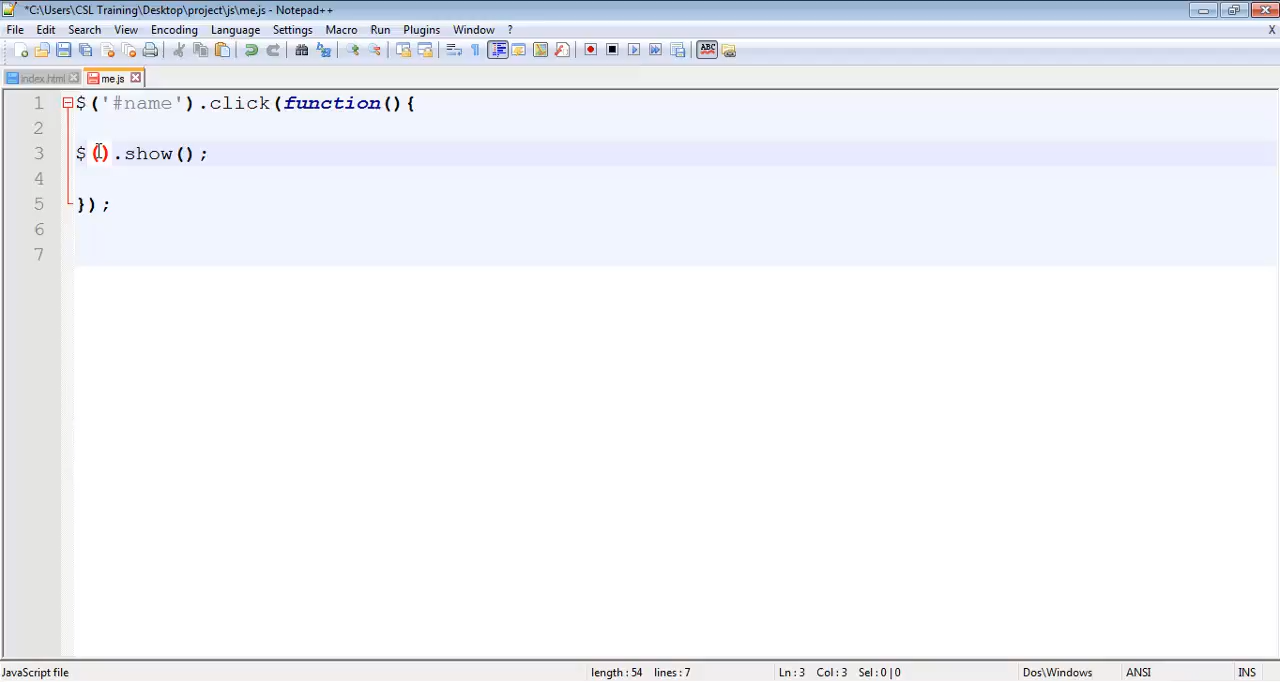 *C:\Users\CSL Training\Desktop\project\js\me.js - Notepad++
File Edit Search View Encoding Language Settings Macro Run Plugins Window ? X
ABC
index.html me.js
1 $('#name').click(function(){
2
3 $().show();
4
5 });
6
7
JavaScript file length : 54 lines : 7 Ln : 3 Col : 3 Sel : 0 | 0 Dos\Windows ANSI INS